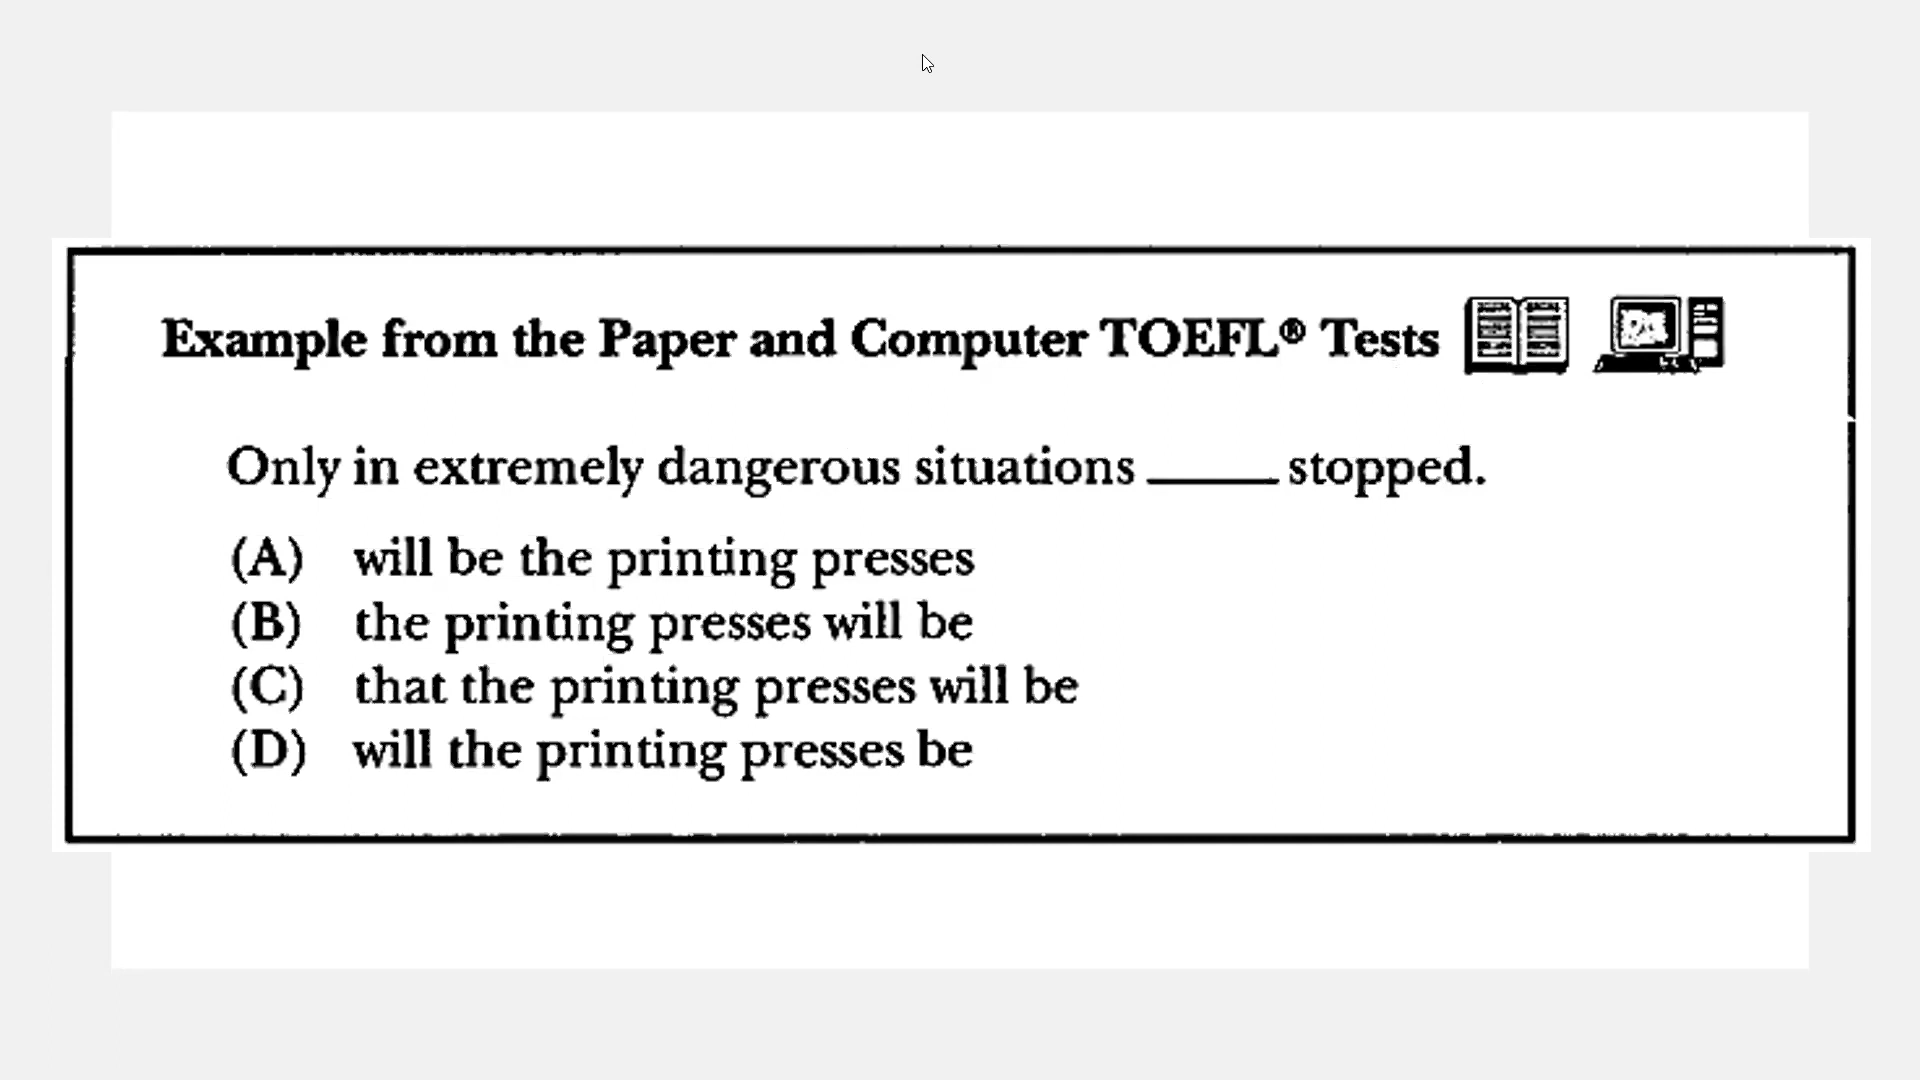 Example from the Paper and Computer TOEFL® Tests
Only in extremely dangerous situations _____ stopped.
(A) will be the printing presses
(B) the printing presses will be
(C) that the printing presses will be
(D) will the printing presses be